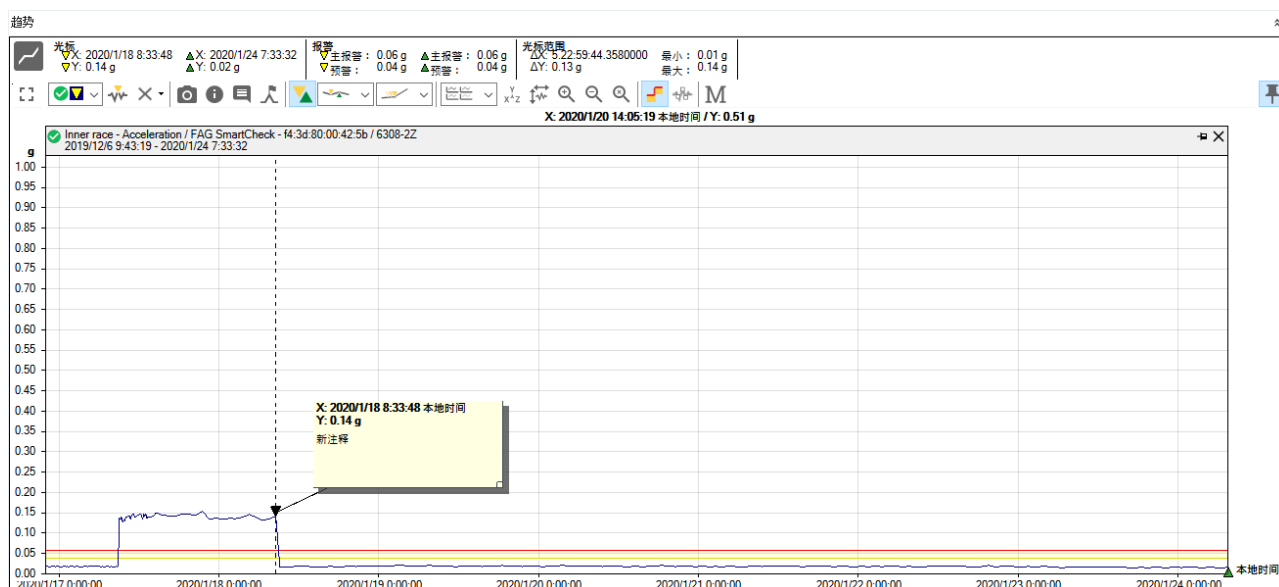 趋势
光标
X: 2020/1/18 8:33:48 X: 2020/1/24 7:33:32
Y: 0.14 g Y: 0.02 g
报警
主报警： 0.06 g 主报警： 0.06 g
预警： 0.04 g 预警： 0.04 g
光标范围
ΔX: 5.22:59:44.3580000 最小： 0.01 g
ΔY: 0.13 g 最大： 0.14 g
X Y Z
M
X: 2020/1/20 14:05:19 本地时间 / Y: 0.51 g
Inner race - Acceleration / FAG SmartCheck - f4:3d:80:00:42:5b / 6308-2Z
2019/12/6 9:43:19 - 2020/1/24 7:33:32
g
1.00
0.95
0.90
0.85
0.80
0.75
0.70
0.65
0.60
0.55
0.50
0.45
0.40
0.35
0.30
0.25
0.20
0.15
0.10
0.05
0.00
X: 2020/1/18 8:33:48 本地时间
Y: 0.14 g
新注释
2020/1/17 0:00:00 2020/1/18 0:00:00 2020/1/19 0:00:00 2020/1/20 0:00:00 2020/1/21 0:00:00 2020/1/22 0:00:00 2020/1/23 0:00:00 2020/1/24 0:00:00
本地时间